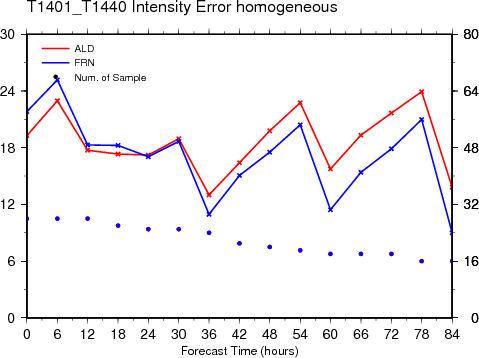 T1401_T1440 Intensity Error homogeneous
30 80
ALD
FRN
Num. of Sample
24 64
18 48
12 32
6 16
0 0
0 6 12 18 24 30 36 42 48 54 60 66 72 78 84
Forecast Time (hours)